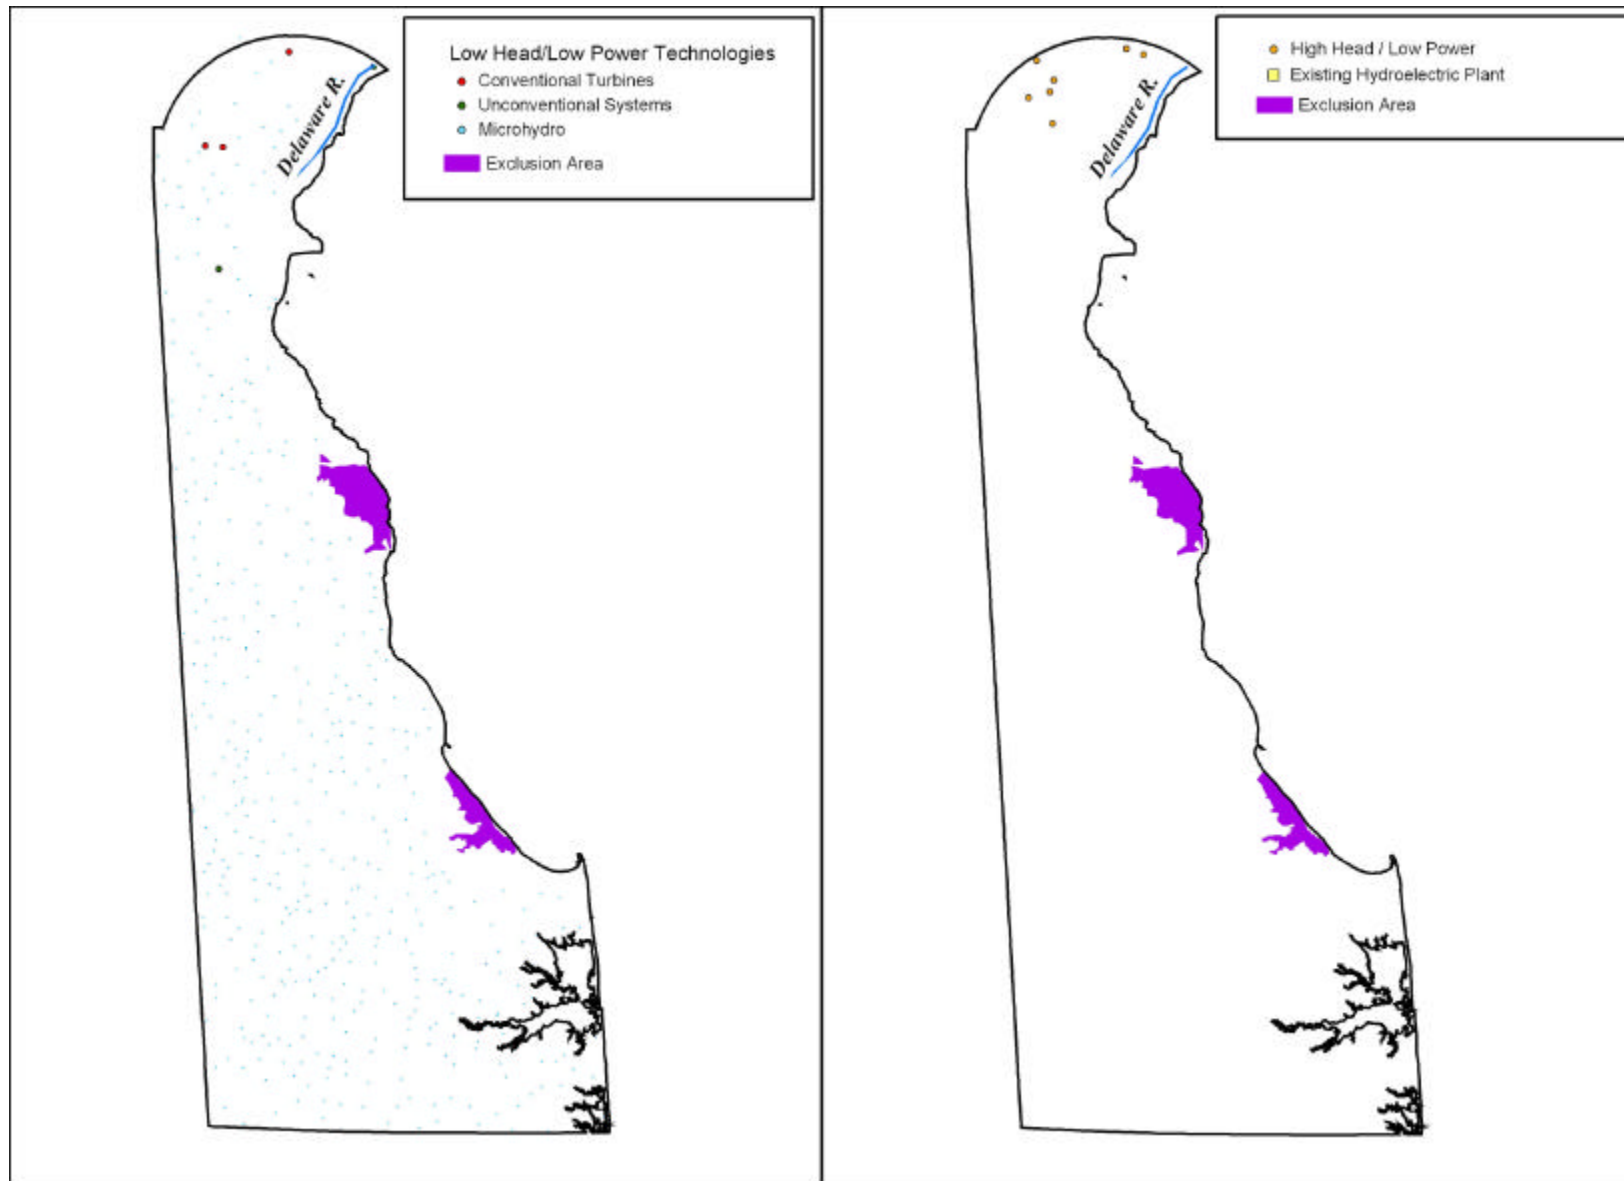 Low Head/Low Power Technologies
Conventional Turbines
Unconventional Systems
Microhydro
Exclusion Area
Delaware R.
High Head / Low Power
Existing Hydroelectric Plant
Exclusion Area
Delaware R.